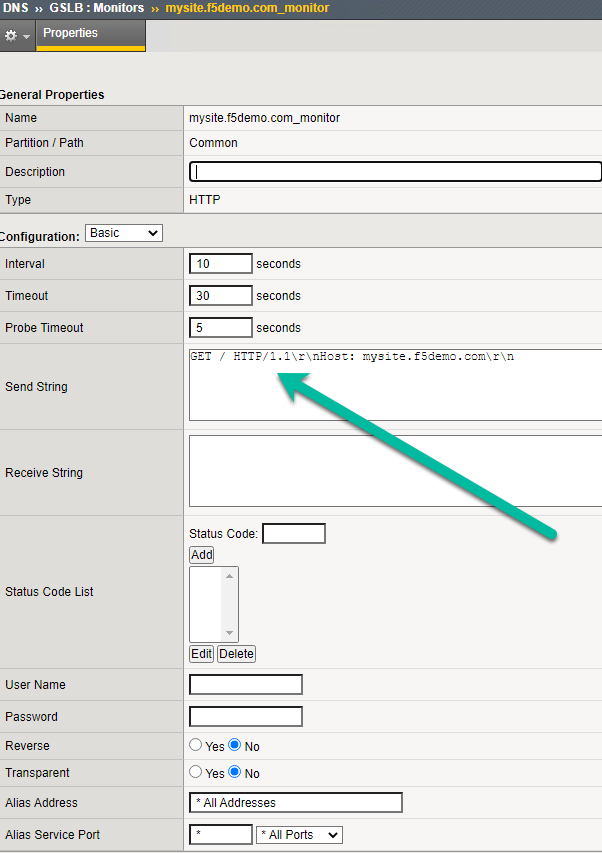 DNS ›› GSLB : Monitors ›› mysite.f5demo.com_monitor
Properties
General Properties
Name mysite.f5demo.com_monitor
Partition / Path Common
Description
Type HTTP
Configuration: Basic
Interval 10 seconds
Timeout 30 seconds
Probe Timeout 5 seconds
Send String GET / HTTP/1.1\r\nHost: mysite.f5demo.com\r\n
Receive String
Status Code List
Status Code:
Add
Edit Delete
User Name
Password
Reverse Yes No
Transparent Yes No
Alias Address * All Addresses
Alias Service Port * * All Ports